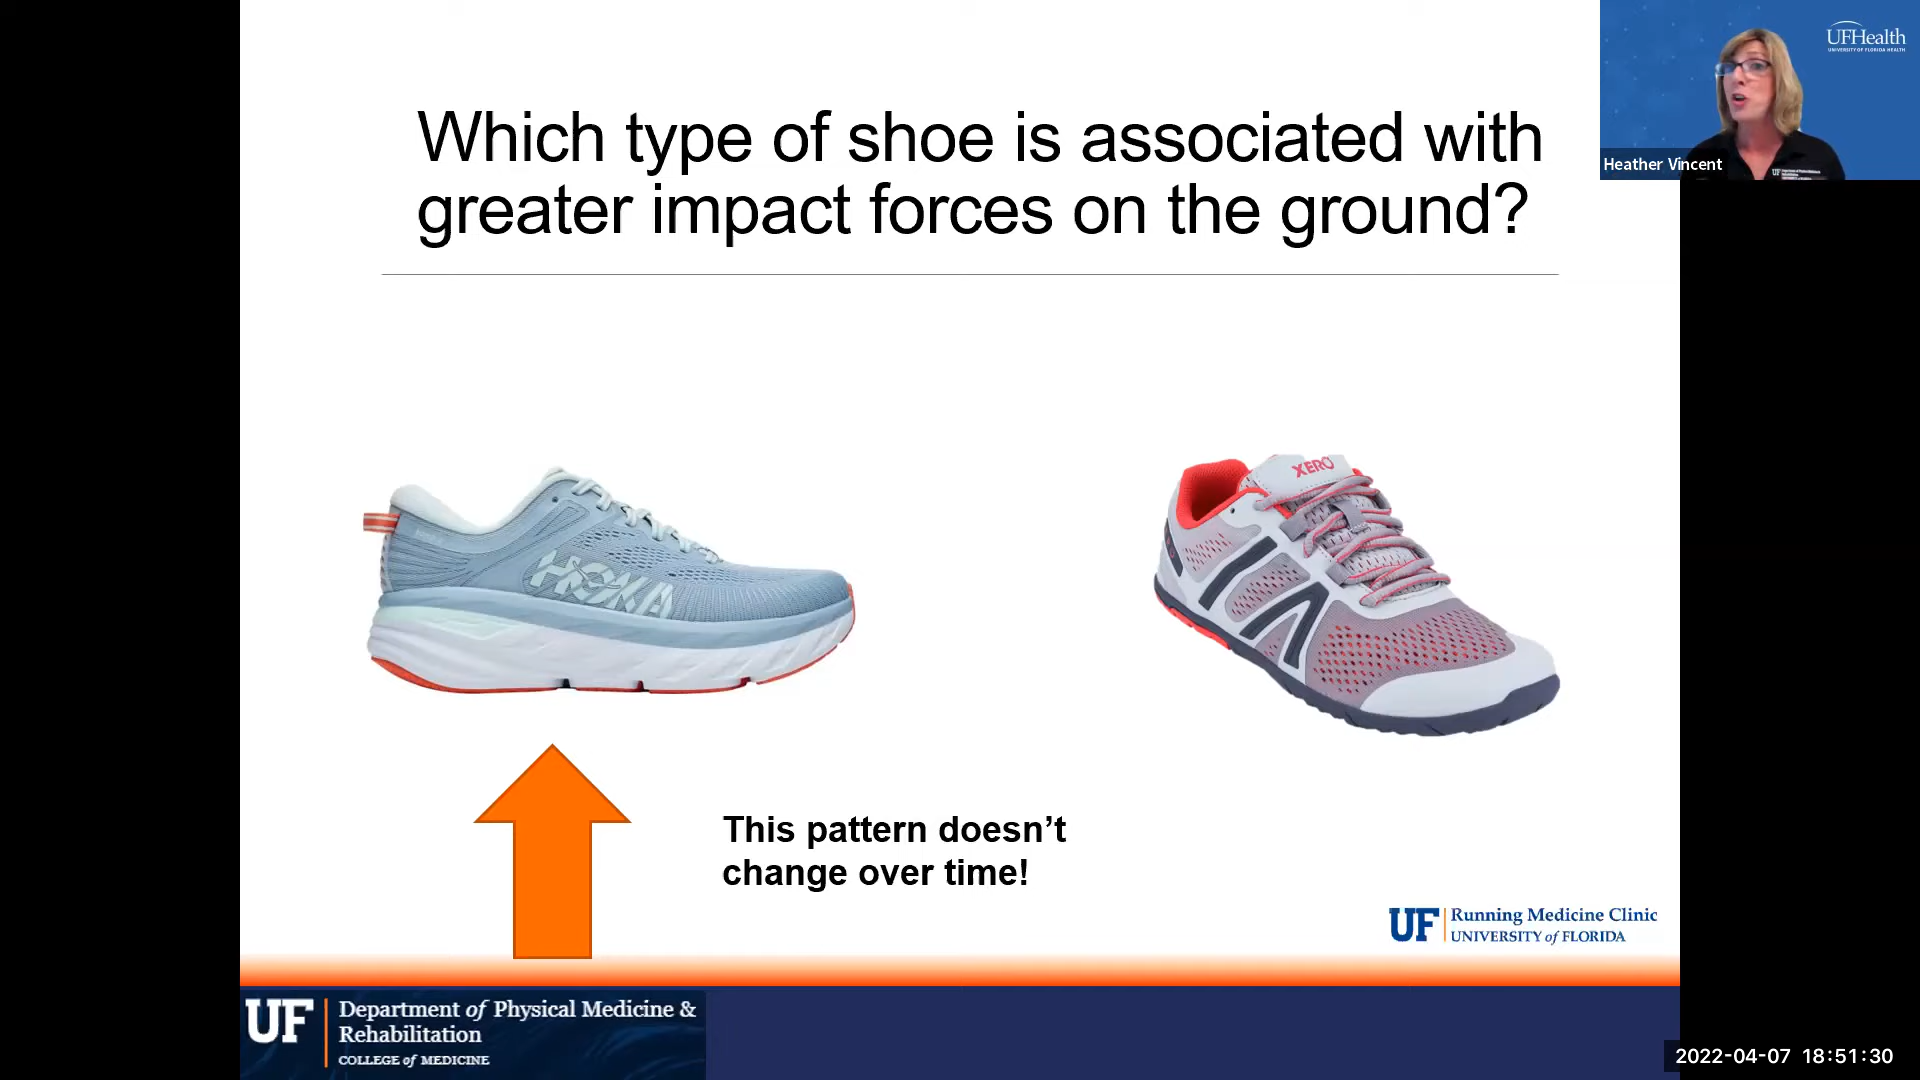 Which type of shoe is associated with
greater impact forces on the ground?
UFHealth
UNIVERSITY OF FLORIDA HEALTH
Heather Vincent
HOKA
XERO
This pattern doesn’t
change over time!
UF Running Medicine Clinic
UNIVERSITY of FLORIDA
UF Department of Physical Medicine &
Rehabilitation
COLLEGE of MEDICINE
2022-04-07 18:51:30